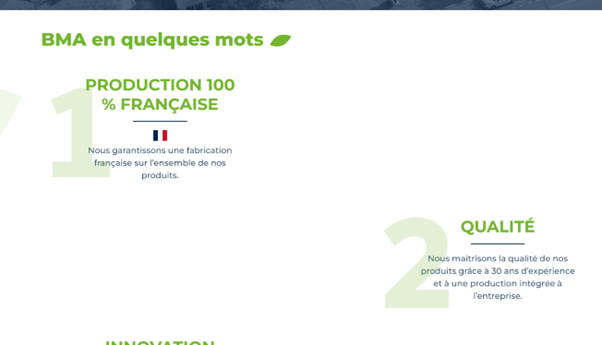 BMA en quelques mots
1
PRODUCTION 100
% FRANÇAISE
Nous garantissons une fabrication
française sur l'ensemble de nos
produits.
2
QUALITÉ
Nous maitrisons la qualité de nos
produits grâce à 30 ans d'expérience
et à une production intégrée à
l'entreprise.
INNOVATION